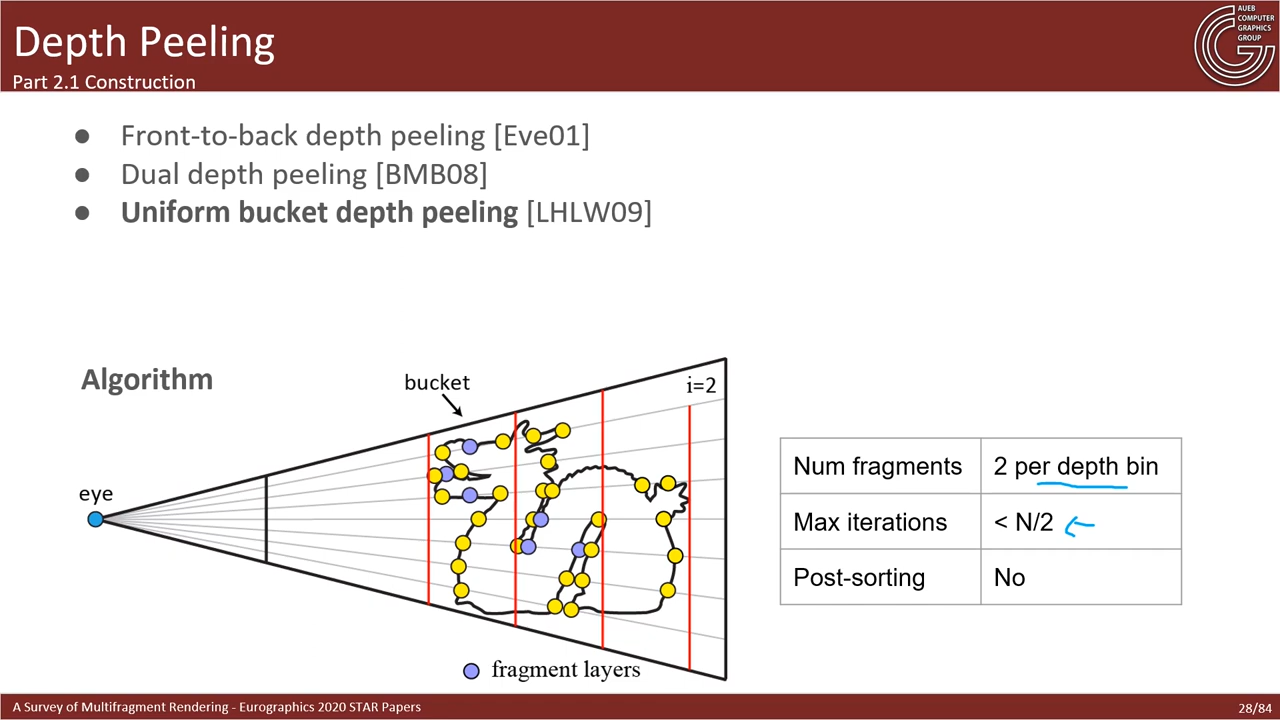 Depth Peeling
Part 2.1 Construction
AUEB
COMPUTER
GRAPHICS
GROUP
● Front-to-back depth peeling [Eve01]
● Dual depth peeling [BMB08]
● Uniform bucket depth peeling [LHLW09]
Algorithm
bucket
i=2
eye
fragment layers
Num fragments 2 per depth bin
Max iterations < N/2
Post-sorting No
A Survey of Multifragment Rendering - Eurographics 2020 STAR Papers
28/84